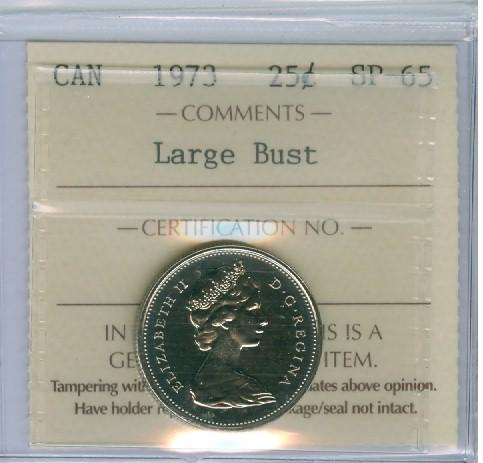 CAN 1973 25¢ SP-65
— COMMENTS —
Large Bust
— CERTIFICATION NO. —
IN IS IS A
GE ITEM.
Tampering with ates above opinion.
Have holder kage/seal not intact.
ELIZABETH II D·G·REGINA